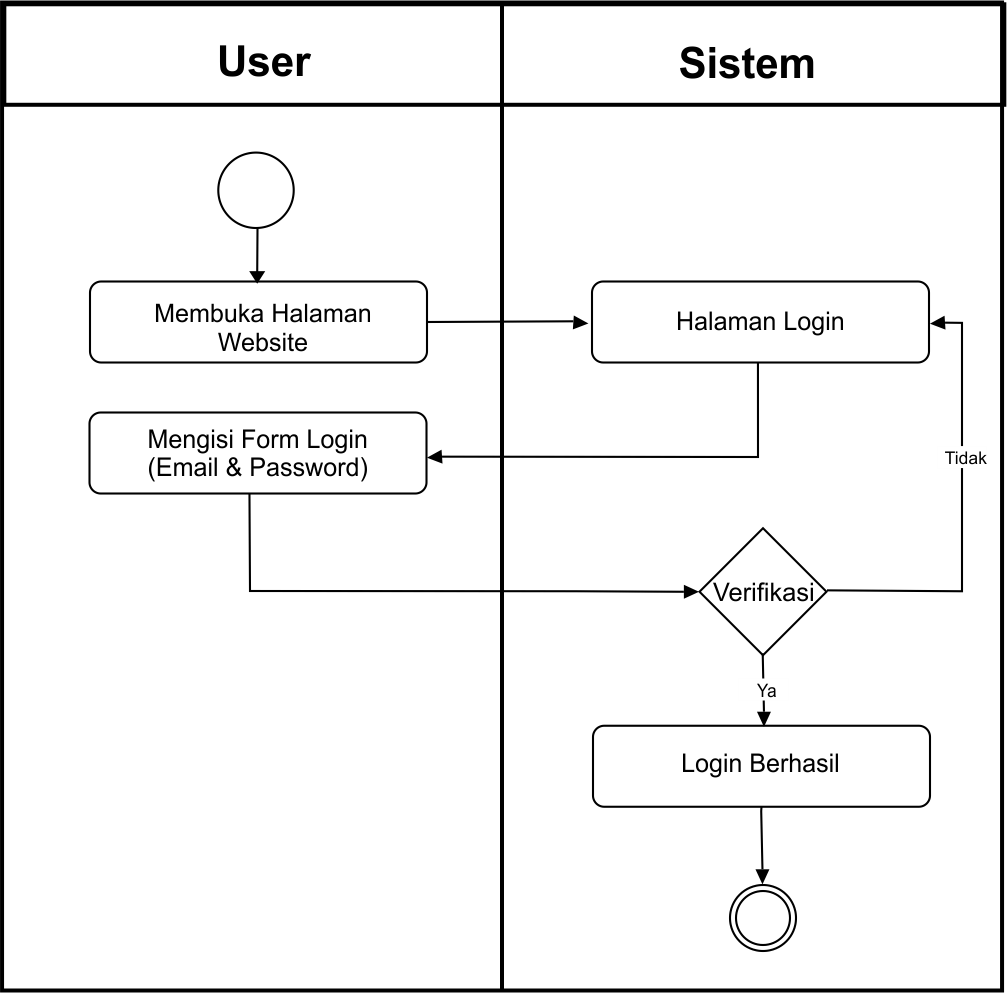 User
Sistem
Membuka Halaman
Website
Halaman Login
Mengisi Form Login
(Email & Password)
Tidak
Verifikasi
Ya
Login Berhasil